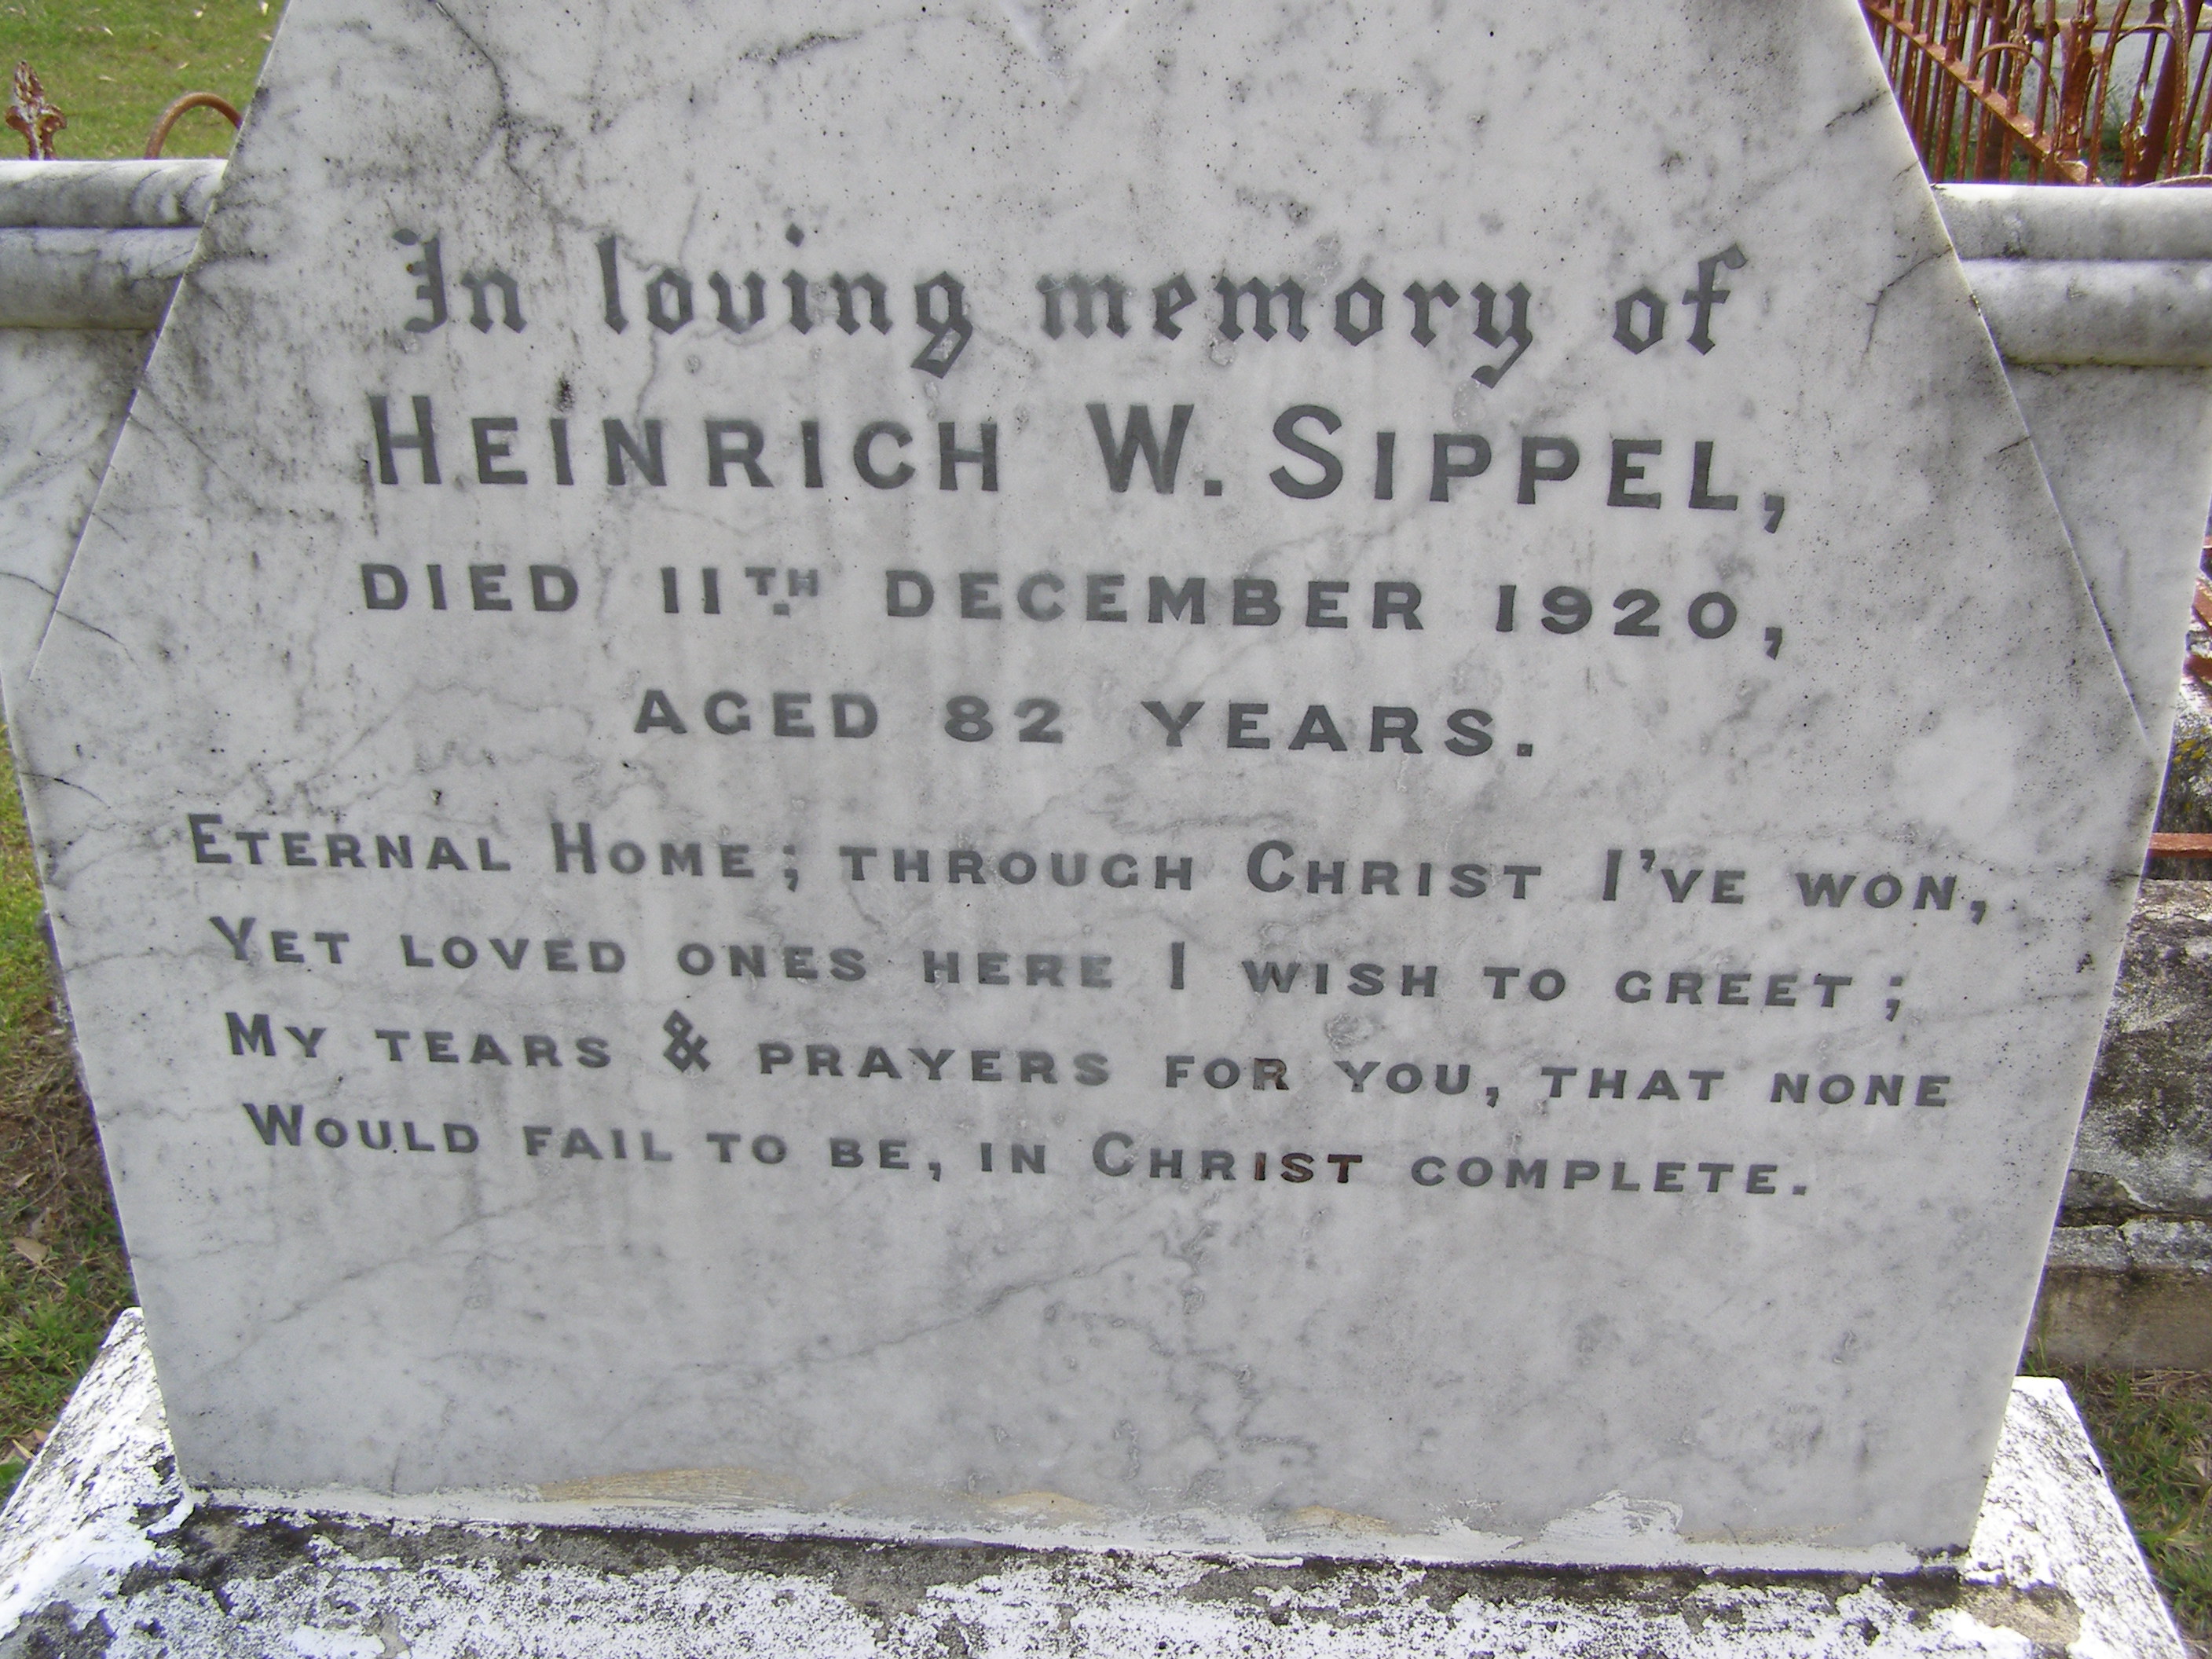 In loving memory of
HEINRICH W. SIPPEL,
DIED 11TH DECEMBER 1920,
AGED 82 YEARS.
ETERNAL HOME; THROUGH CHRIST I'VE WON,
YET LOVED ONES HERE I WISH TO GREET;
MY TEARS & PRAYERS FOR YOU, THAT NONE
WOULD FAIL TO BE, IN CHRIST COMPLETE.